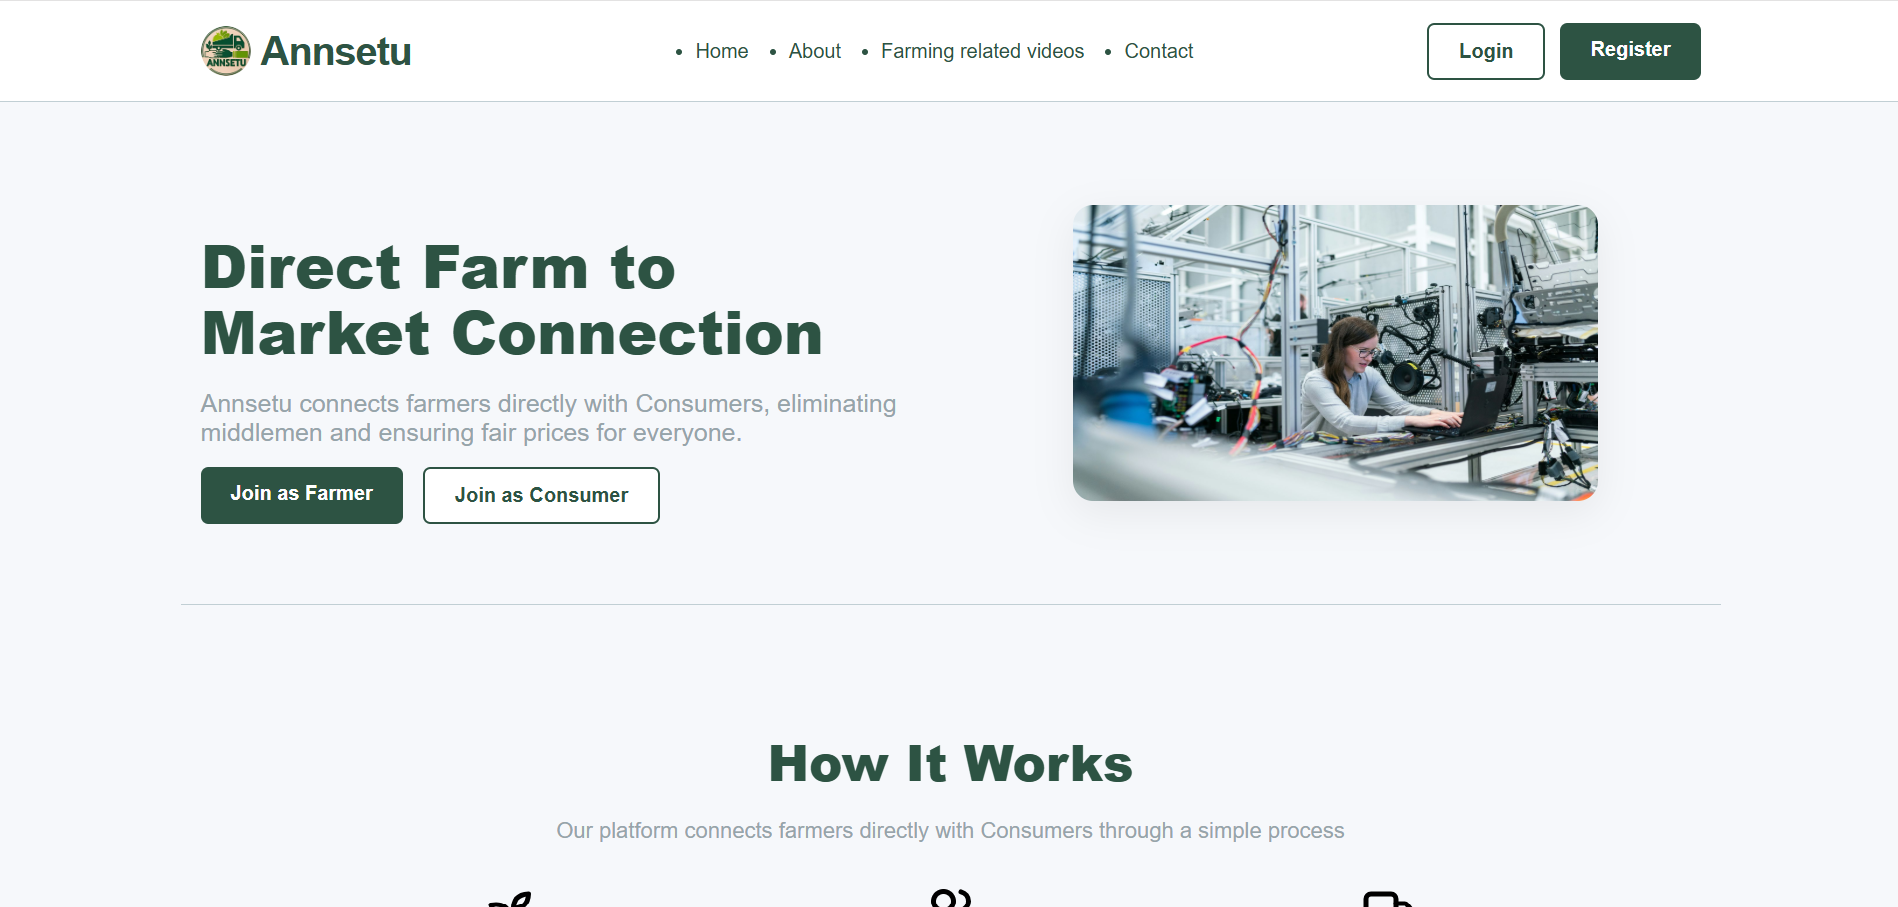 ANNSETU
Annsetu
Home
About
Farming related videos
Contact
Login
Register
Direct Farm to
Market Connection
Annsetu connects farmers directly with Consumers, eliminating
middlemen and ensuring fair prices for everyone.
Join as Farmer
Join as Consumer
How It Works
Our platform connects farmers directly with Consumers through a simple process